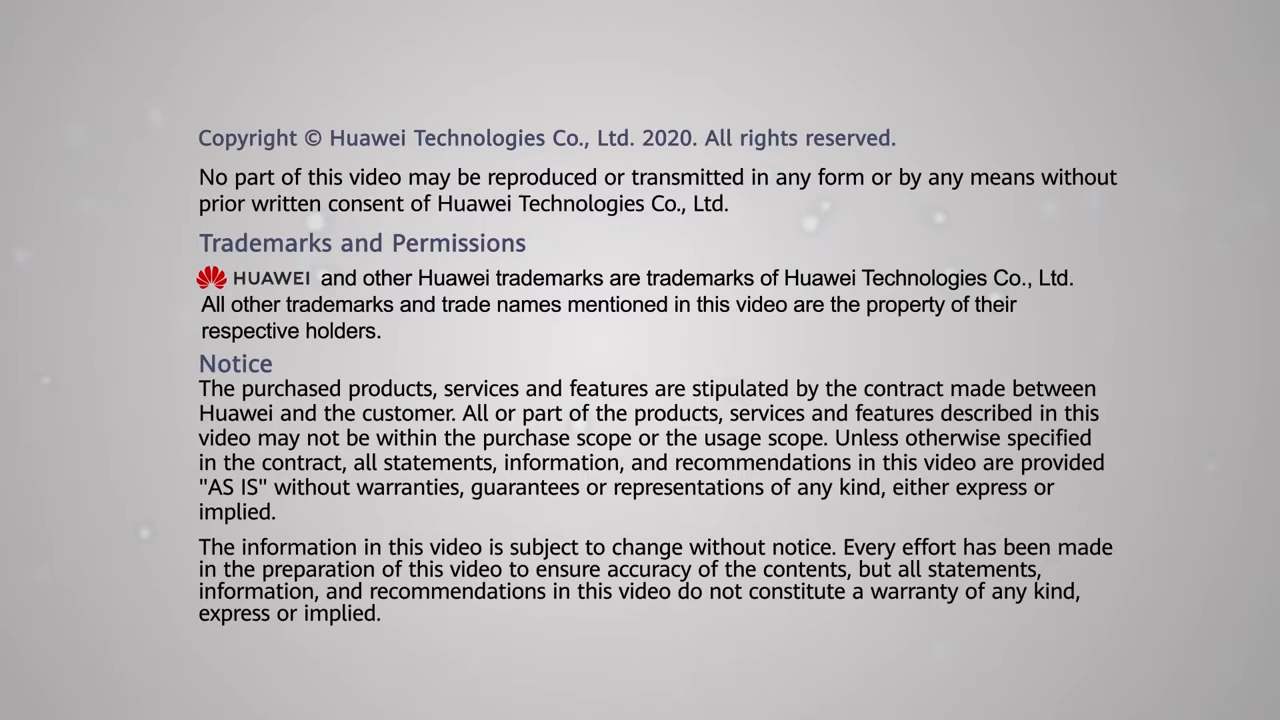 Copyright © Huawei Technologies Co., Ltd. 2020. All rights reserved.
No part of this video may be reproduced or transmitted in any form or by any means without
prior written consent of Huawei Technologies Co., Ltd.
Trademarks and Permissions
HUAWEI and other Huawei trademarks are trademarks of Huawei Technologies Co., Ltd.
All other trademarks and trade names mentioned in this video are the property of their
respective holders.
Notice
The purchased products, services and features are stipulated by the contract made between
Huawei and the customer. All or part of the products, services and features described in this
video may not be within the purchase scope or the usage scope. Unless otherwise specified
in the contract, all statements, information, and recommendations in this video are provided
"AS IS" without warranties, guarantees or representations of any kind, either express or
implied.
The information in this video is subject to change without notice. Every effort has been made
in the preparation of this video to ensure accuracy of the contents, but all statements,
information, and recommendations in this video do not constitute a warranty of any kind,
express or implied.